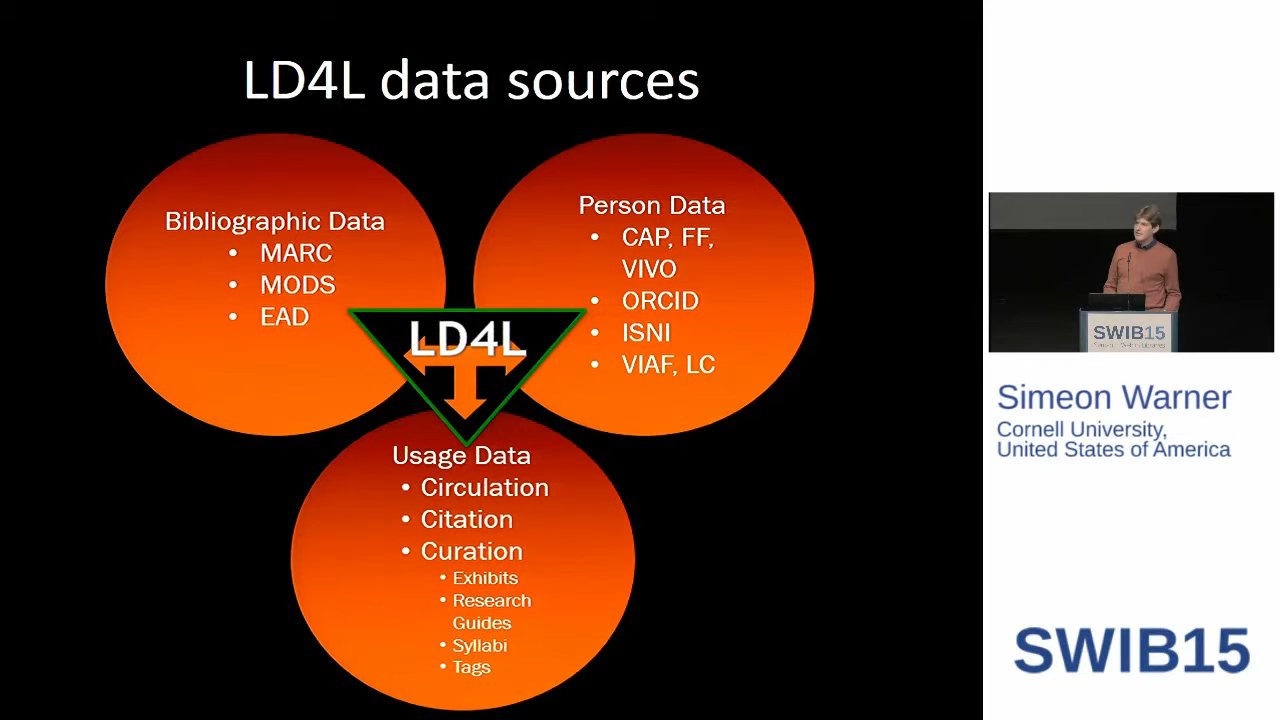 LD4L data sources
Bibliographic Data
• MARC
• MODS
• EAD
Person Data
• CAP, FF,
VIVO
• ORCID
• ISNI
• VIAF, LC
LD4L
Usage Data
• Circulation
• Citation
• Curation
• Exhibits
• Research
Guides
• Syllabi
• Tags
SWIB15
Simeon Warner
Cornell University,
United States of America
SWIB15